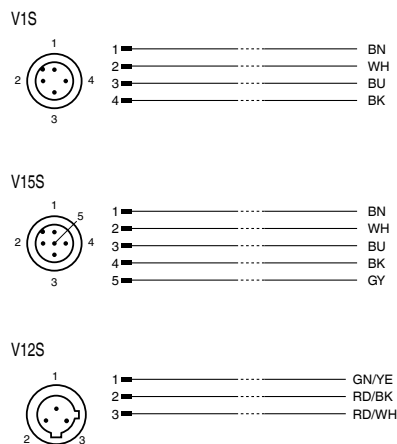 V1S
1
2 4
3
1 BN
2 WH
3 BU
4 BK
V15S
1
5
2 4
3
1 BN
2 WH
3 BU
4 BK
5 GY
V12S
1
2 3
1 GN/YE
2 RD/BK
3 RD/WH